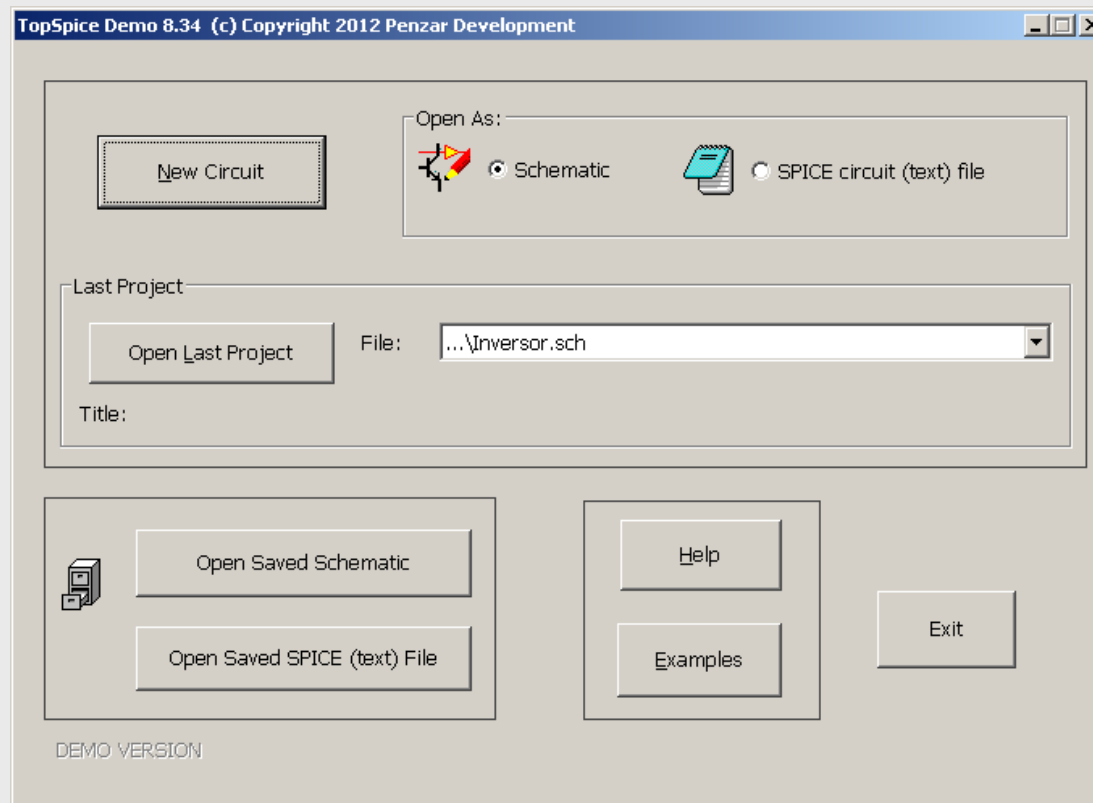 TopSpice Demo 8.34 (c) Copyright 2012 Penzar Development
Open As:
New Circuit
Schematic
SPICE circuit (text) file
Last Project
Open Last Project
File:
...\Inversor.sch
Title:
Open Saved Schematic
Open Saved SPICE (text) File
Help
Examples
Exit
DEMO VERSION